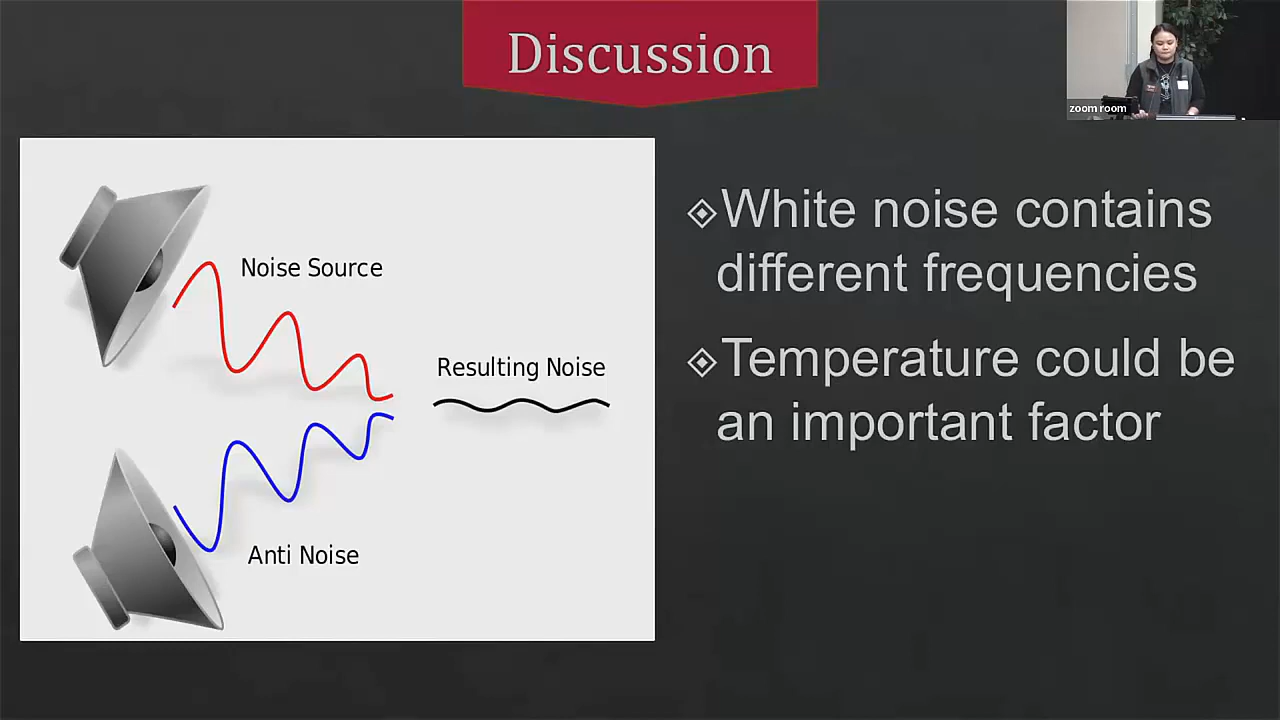 Discussion
zoom room
Noise Source
Resulting Noise
Anti Noise
White noise contains
different frequencies
Temperature could be
an important factor